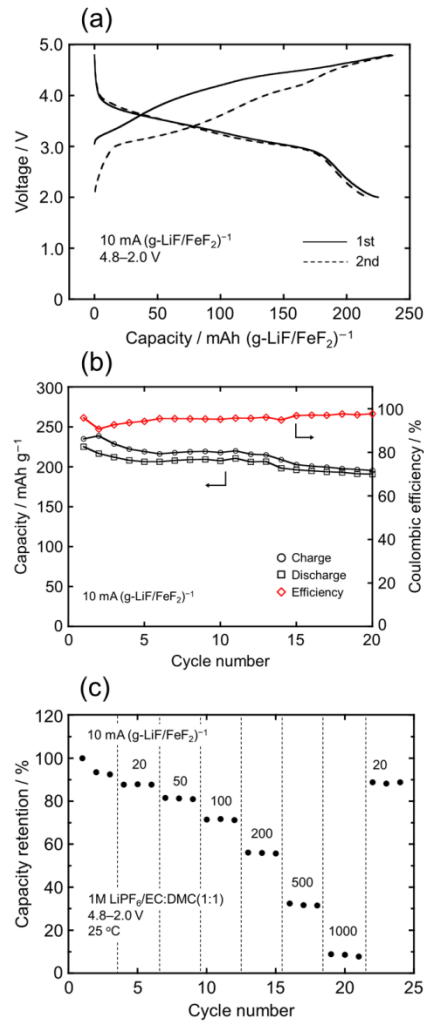 (a)
5.0
4.0
3.0
2.0
1.0
0
Voltage / V
10 mA (g-LiF/FeF₂)⁻¹
4.8–2.0 V
1st
2nd
0 50 100 150 200 250
Capacity / mAh (g-LiF/FeF₂)⁻¹
(b)
300
250
200
150
100
50
0
Capacity / mAh g⁻¹
100
80
60
40
20
0
Coulombic efficiency / %
Charge
Discharge
Efficiency
10 mA (g-LiF/FeF₂)⁻¹
0 5 10 15 20
Cycle number
(c)
120
100
80
60
40
20
0
Capacity retention / %
10 mA (g-LiF/FeF₂)⁻¹
20
50
100
200
500
1000
20
1M LiPF₆/EC:DMC(1:1)
4.8–2.0 V
25 °C
0 5 10 15 20 25
Cycle number